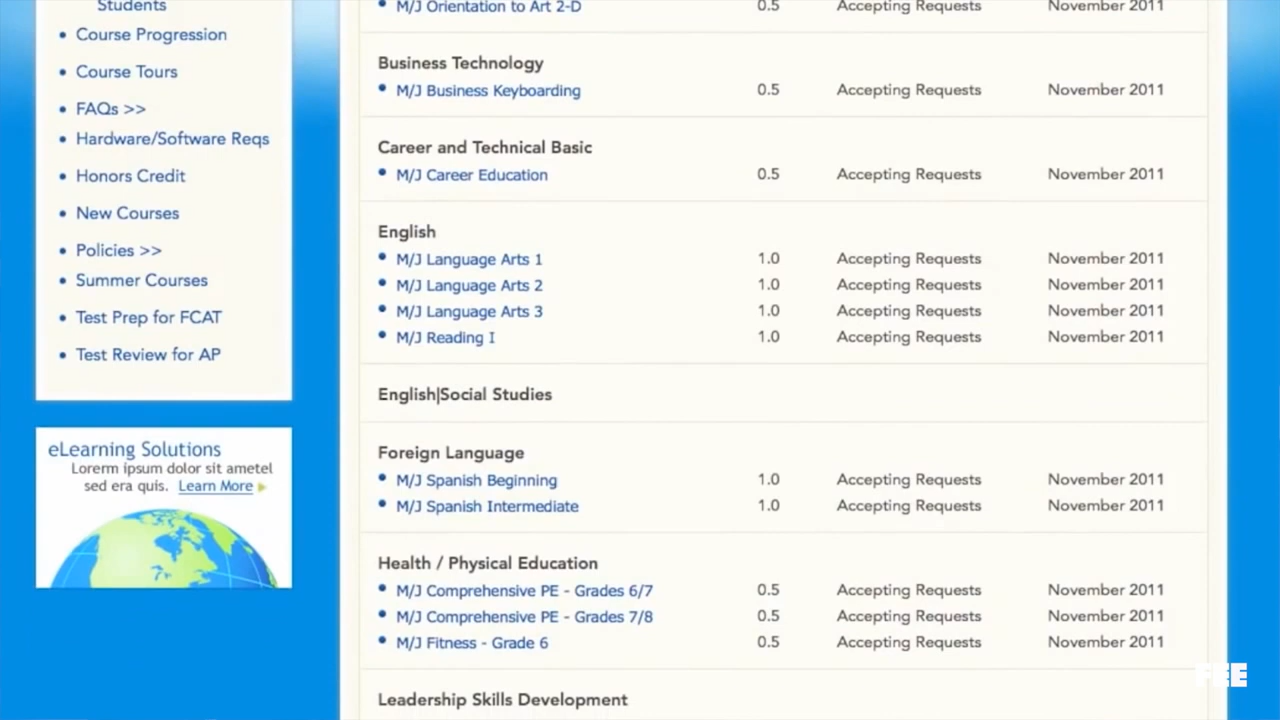 Students
Course Progression
Course Tours
FAQs >>
Hardware/Software Reqs
Honors Credit
New Courses
Policies >>
Summer Courses
Test Prep for FCAT
Test Review for AP
eLearning Solutions
Lorerm ipsum dolor sit ametel
sed era quis. Learn More
M/J Orientation to Art 2-D 0.5 Accepting Requests November 2011
Business Technology
M/J Business Keyboarding 0.5 Accepting Requests November 2011
Career and Technical Basic
M/J Career Education 0.5 Accepting Requests November 2011
English
M/J Language Arts 1 1.0 Accepting Requests November 2011
M/J Language Arts 2 1.0 Accepting Requests November 2011
M/J Language Arts 3 1.0 Accepting Requests November 2011
M/J Reading I 1.0 Accepting Requests November 2011
English|Social Studies
Foreign Language
M/J Spanish Beginning 1.0 Accepting Requests November 2011
M/J Spanish Intermediate 1.0 Accepting Requests November 2011
Health / Physical Education
M/J Comprehensive PE - Grades 6/7 0.5 Accepting Requests November 2011
M/J Comprehensive PE - Grades 7/8 0.5 Accepting Requests November 2011
M/J Fitness - Grade 6 0.5 Accepting Requests November 2011
Leadership Skills Development
FEE